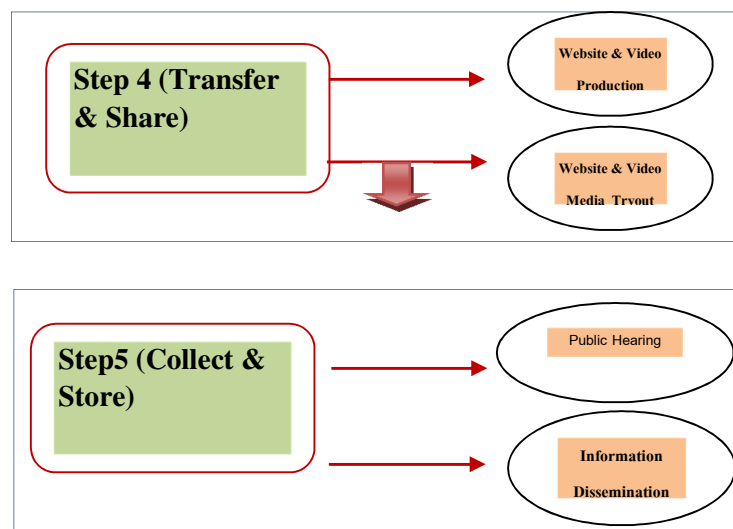 Step 4 (Transfer
& Share)
Website & Video
Production
Website & Video
Media Tryout
Step5 (Collect &
Store)
Public Hearing
Information
Dissemination